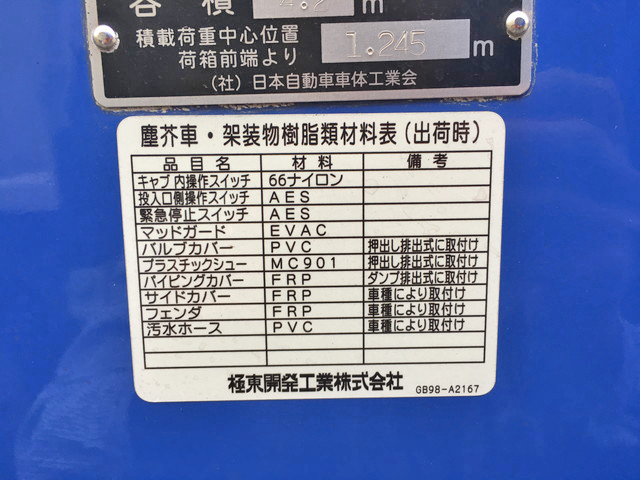 容積 4.2 m
積載荷重中心位置
荷箱前端より 1.245 m
(社)日本自動車車体工業会
塵芥車・架装物樹脂類材料表(出荷時)
品目名 材料 備考
キャブ内操作スイッチ 66ナイロン
投入口側操作スイッチ AES
緊急停止スイッチ AES
マッドガード EVAC
バルブカバー PVC 押出し排出式に取付け
プラスチックシュー MC901 押出し排出式に取付け
パイピングカバー FRP ダンプ排出式に取付け
サイドカバー FRP 車種により取付け
フェンダ FRP 車種により取付け
汚水ホース PVC 車種により取付け
極東開発工業株式会社 GB98-A2167